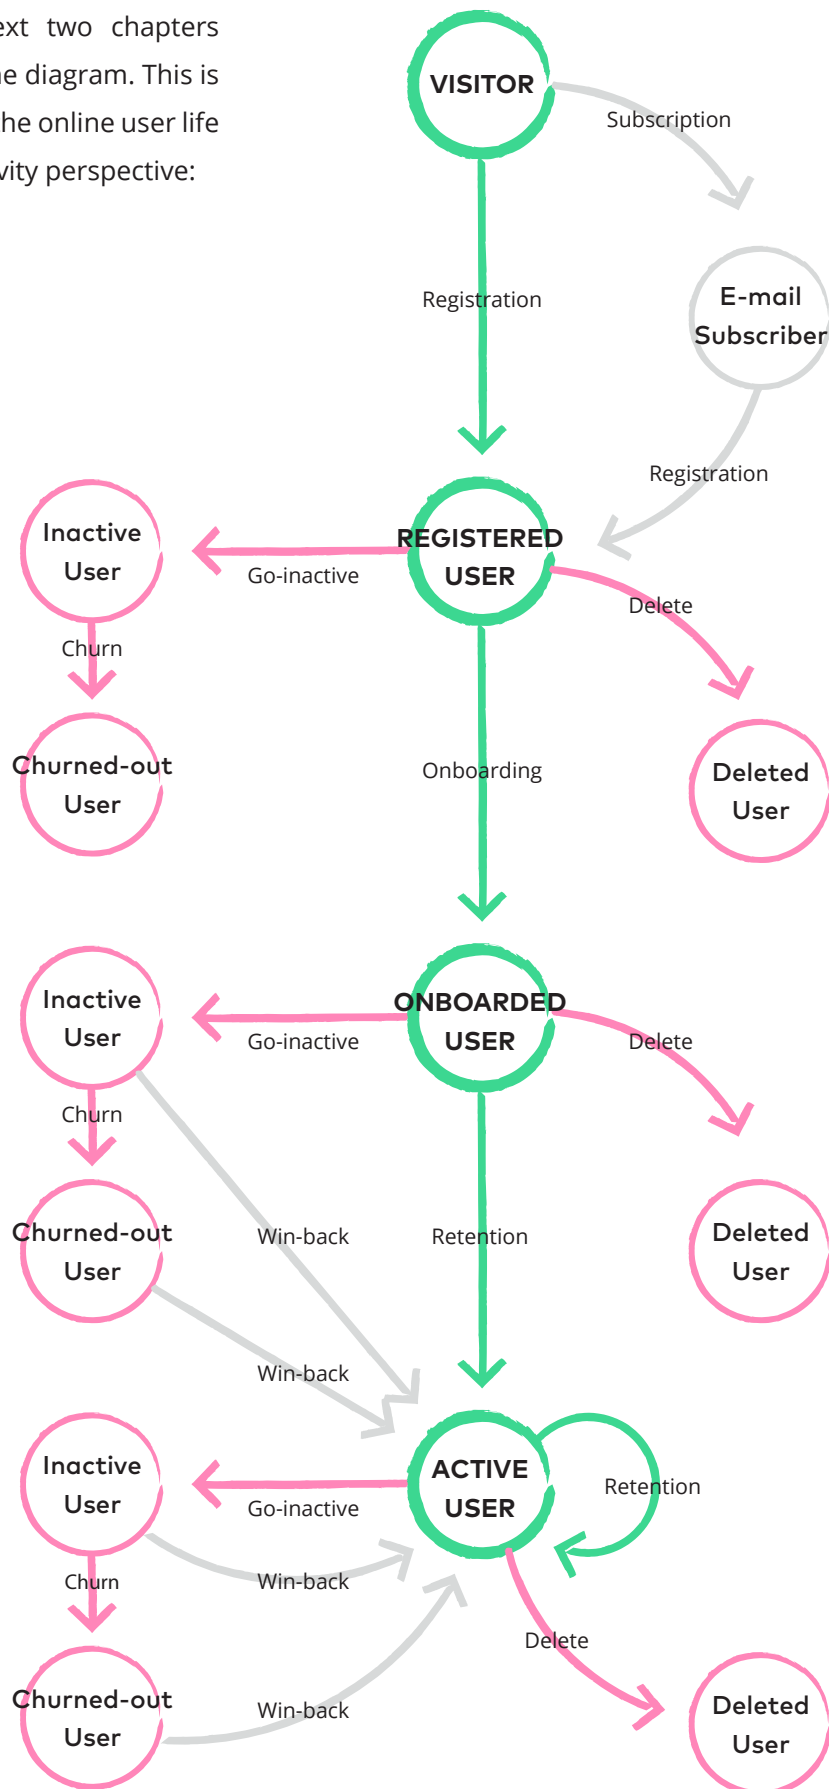 ext two chapters
ne diagram. This is
he online user life
vity perspective:
VISITOR
Subscription
Registration
E-mail
Subscriber
Registration
Inactive
User
Go-inactive
REGISTERED
USER
Delete
Churn
Churned-out
User
Onboarding
Deleted
User
Inactive
User
Go-inactive
ONBOARDED
USER
Delete
Churn
Churned-out
User
Win-back
Retention
Deleted
User
Win-back
Inactive
User
Go-inactive
ACTIVE
USER
Retention
Churn
Win-back
Delete
Churned-out
User
Win-back
Deleted
User